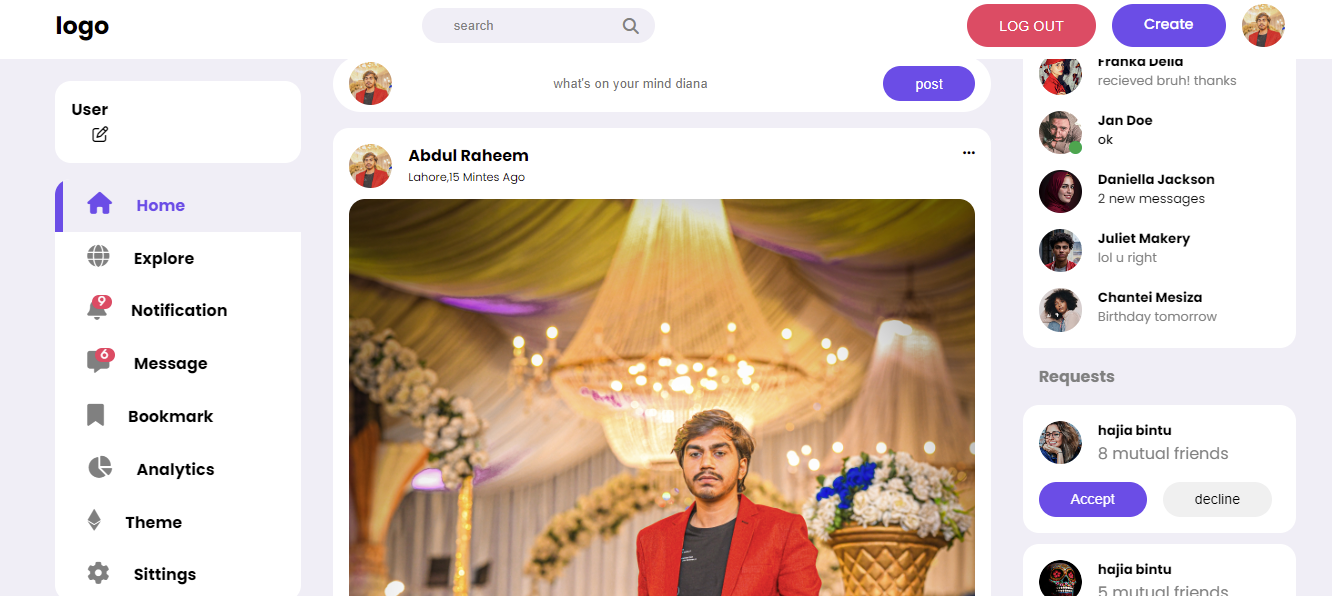 logo
search
LOG OUT
Create
User
Home
Explore
9
Notification
6
Message
Bookmark
Analytics
Theme
Sittings
what's on your mind diana
post
Abdul Raheem
Lahore,15 Mintes Ago
Franka Delia
recieved bruh! thanks
Jan Doe
ok
Daniella Jackson
2 new messages
Juliet Makery
lol u right
Chantei Mesiza
Birthday tomorrow
Requests
hajia bintu
8 mutual friends
Accept
decline
hajia bintu
5 mutual friends